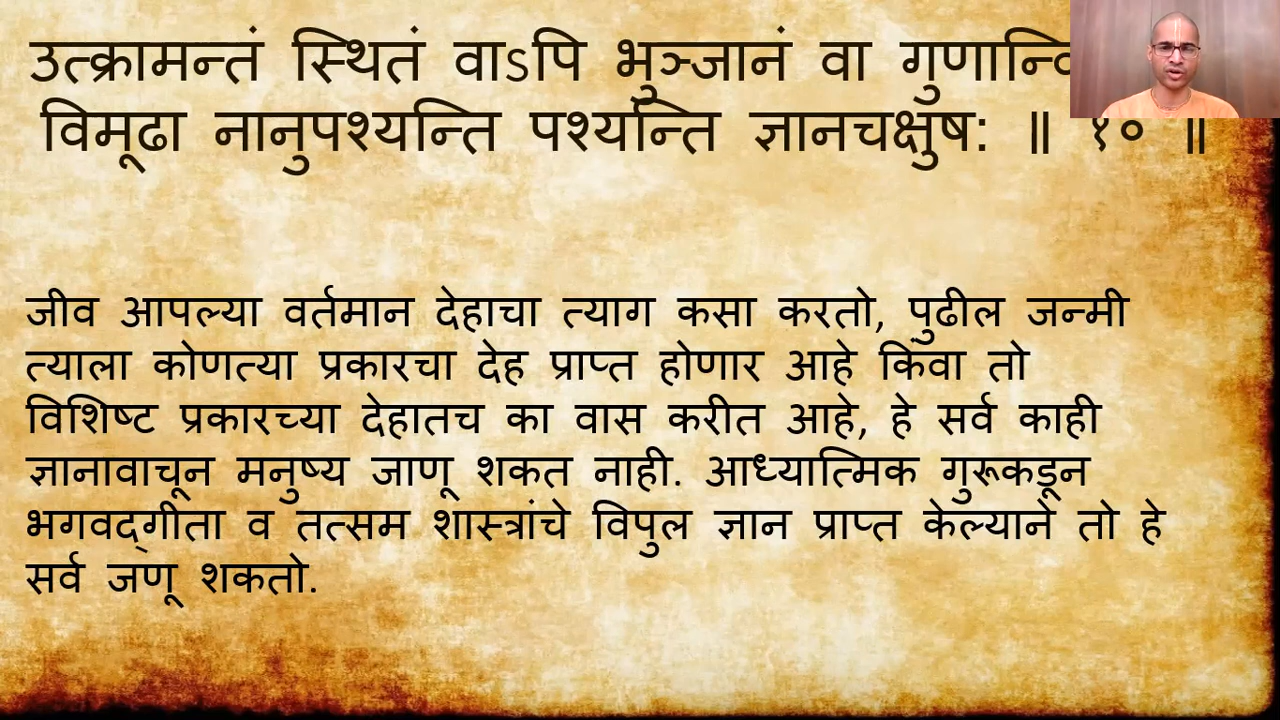 उत्क्रामन्तं स्थितं वाऽपि भुञ्जानं वा
विमूढा नानुपश्यन्ति पश्यन्ति ज्ञानचक्षुष: ॥ १० ॥
जीव आपल्या वर्तमान देहाचा त्याग कसा करतो, पुढील जन्मी
त्याला कोणत्या प्रकारचा देह प्राप्त होणार आहे किंवा तो
विशिष्ट प्रकारच्या देहातच का वास करीत आहे, हे सर्व काही
ज्ञानावाचून मनुष्य जाणू शकत नाही. आध्यात्मिक गुरूकडून
भगवद्गीता व तत्सम शास्त्रांचे विपुल ज्ञान प्राप्त केल्याने तो हे
सर्व जणू शकतो.